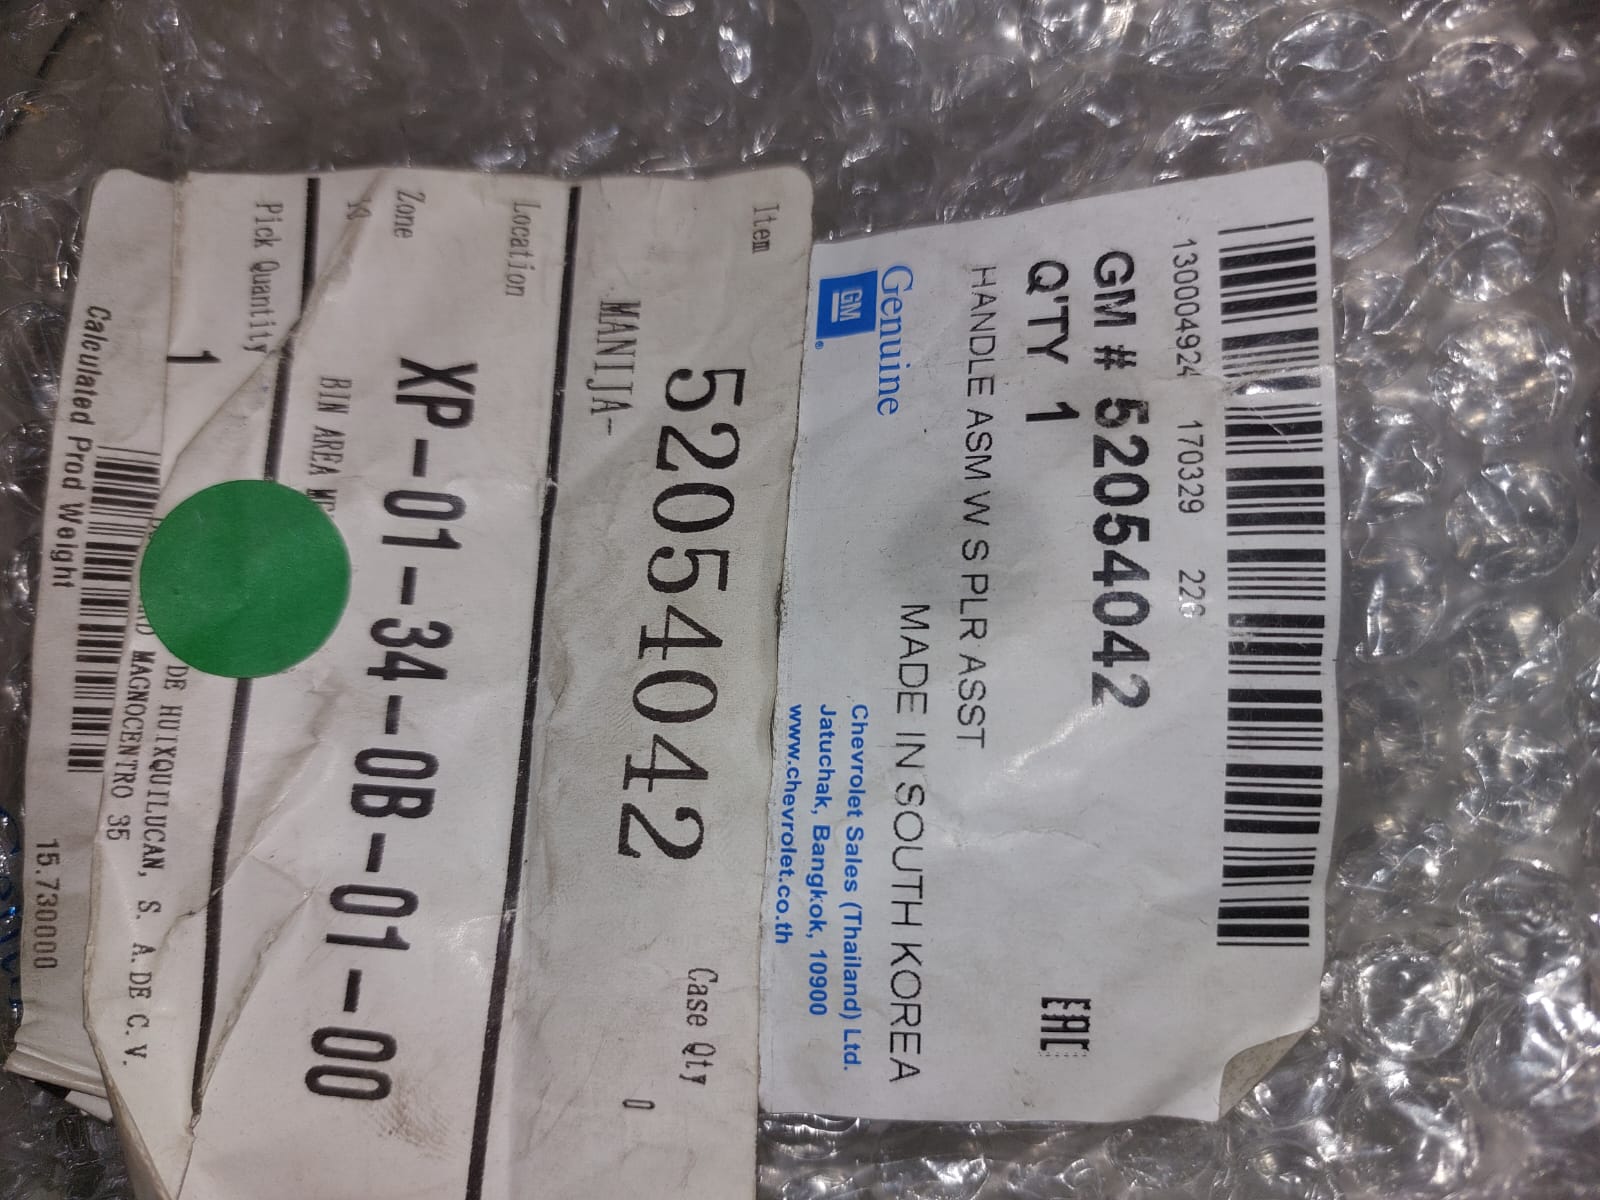 130004924 170329 226
GM # 52054042
Q'TY 1
EAC
HANDLE ASM W S PLR ASST
MADE IN SOUTH KOREA
Genuine
GM
Chevrolet Sales (Thailand) Ltd.
Jatuchak, Bangkok, 10900
www.chevrolet.co.th
Item
52054042
Case Qty
MANIJA-
0
Location
XP-01-34-0B-01-00
Zone
BIN AREA
Pick Quantity
1
DE HUIXQUILUCAN, S. A. DE C. V.
MAGNOCENTRO 35
Calculated Prod Weight
15.730000